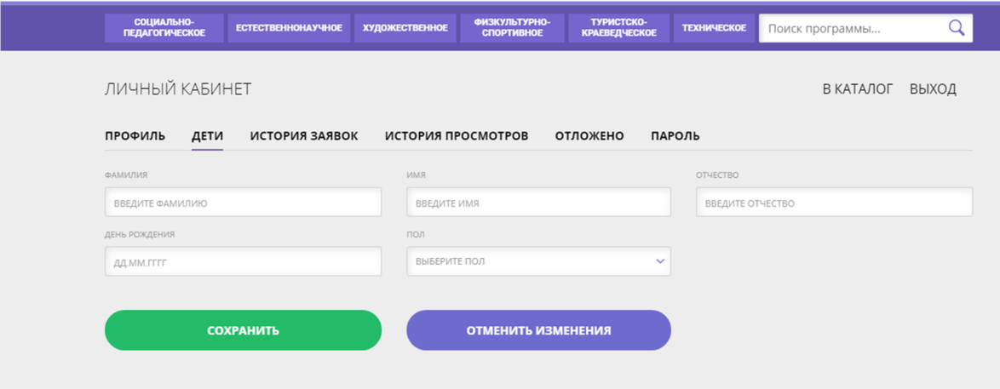 СОЦИАЛЬНО-
ПЕДАГОГИЧЕСКОЕ
ЕСТЕСТВЕННОНАУЧНОЕ
ХУДОЖЕСТВЕННОЕ
ФИЗКУЛЬТУРНО-
СПОРТИВНОЕ
ТУРИСТСКО-
КРАЕВЕДЧЕСКОЕ
ТЕХНИЧЕСКОЕ
Поиск программы...
ЛИЧНЫЙ КАБИНЕТ
В КАТАЛОГ ВЫХОД
ПРОФИЛЬ ДЕТИ ИСТОРИЯ ЗАЯВОК ИСТОРИЯ ПРОСМОТРОВ ОТЛОЖЕНО ПАРОЛЬ
ФАМИЛИЯ ИМЯ ОТЧЕСТВО
ВВЕДИТЕ ФАМИЛИЮ ВВЕДИТЕ ИМЯ ВВЕДИТЕ ОТЧЕСТВО
ДЕНЬ РОЖДЕНИЯ ПОЛ
ДД.ММ.ГГГГ ВЫБЕРИТЕ ПОЛ
СОХРАНИТЬ ОТМЕНИТЬ ИЗМЕНЕНИЯ